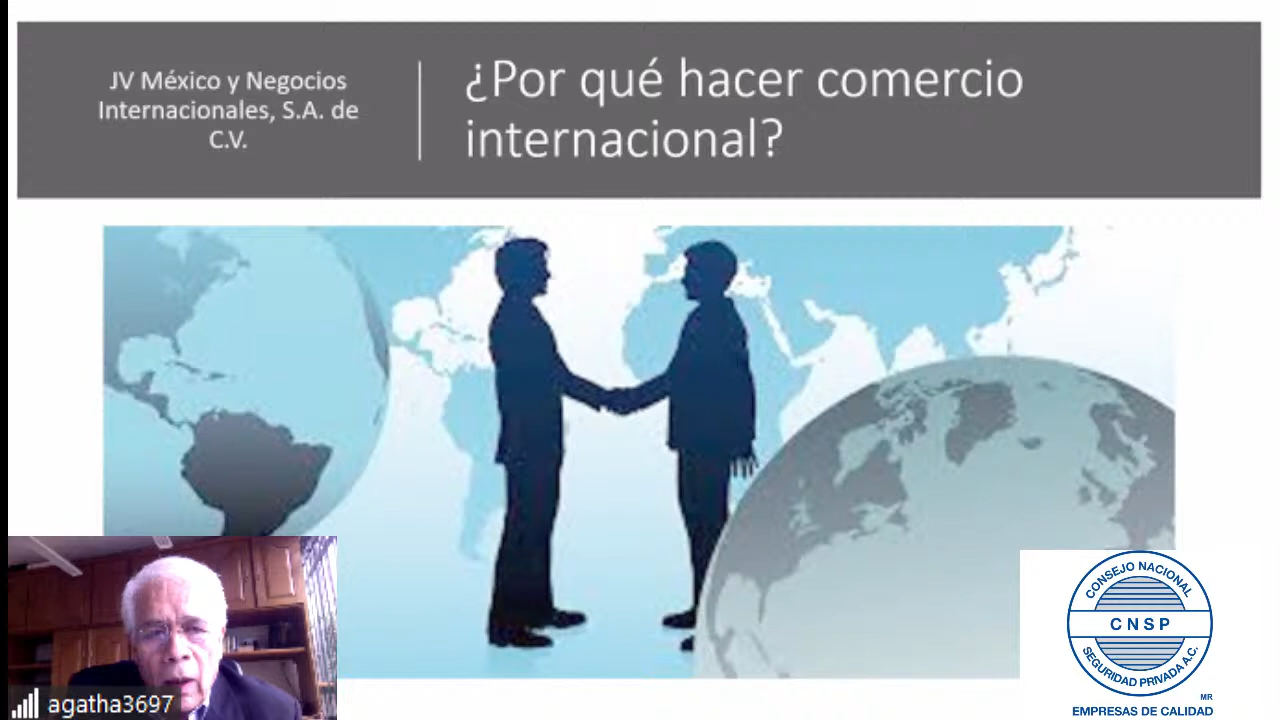 JV México y Negocios
Internacionales, S.A. de
C.V.
¿Por qué hacer comercio
internacional?
agatha3697
CONSEJO NACIONAL
CNSP
SEGURIDAD PRIVADA A.C.
MR
EMPRESAS DE CALIDAD